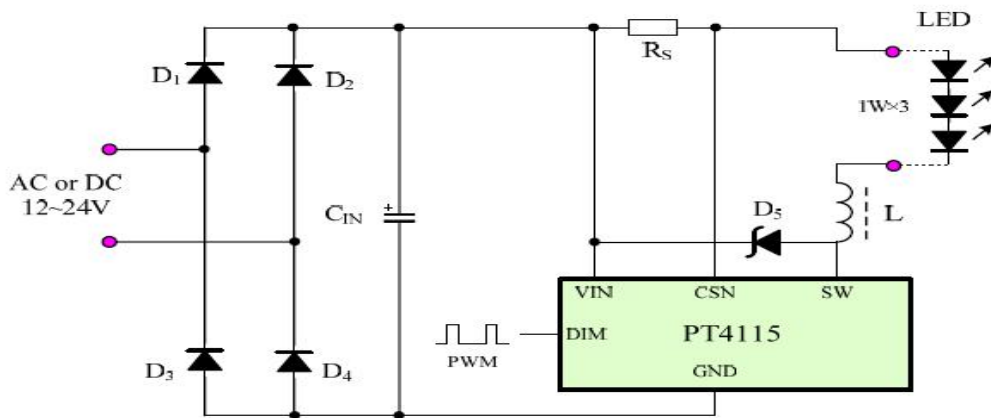 LED
D1
D2
RS
1W×3
AC or DC
12~24V
CIN
+
D5
L
VIN
CSN
SW
DIM
PT4115
PWM
GND
D3
D4